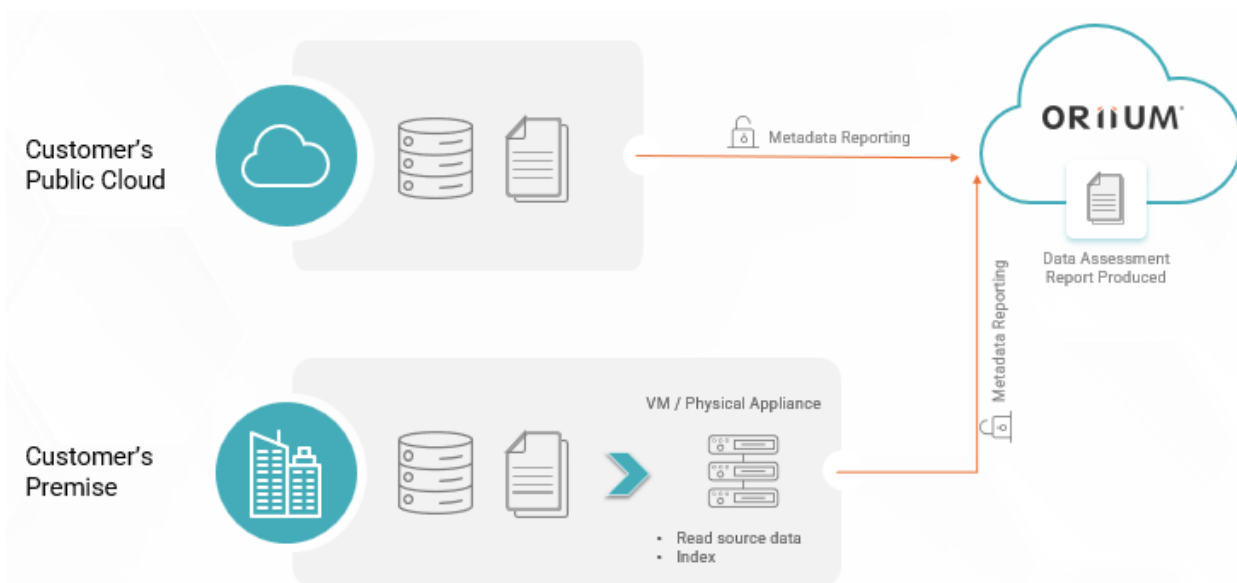 Customer's
Public Cloud
Metadata Reporting
ORiiUM®
Data Assessment
Report Produced
Metadata Reporting
Customer's
Premise
VM / Physical Appliance
• Read source data
• Index